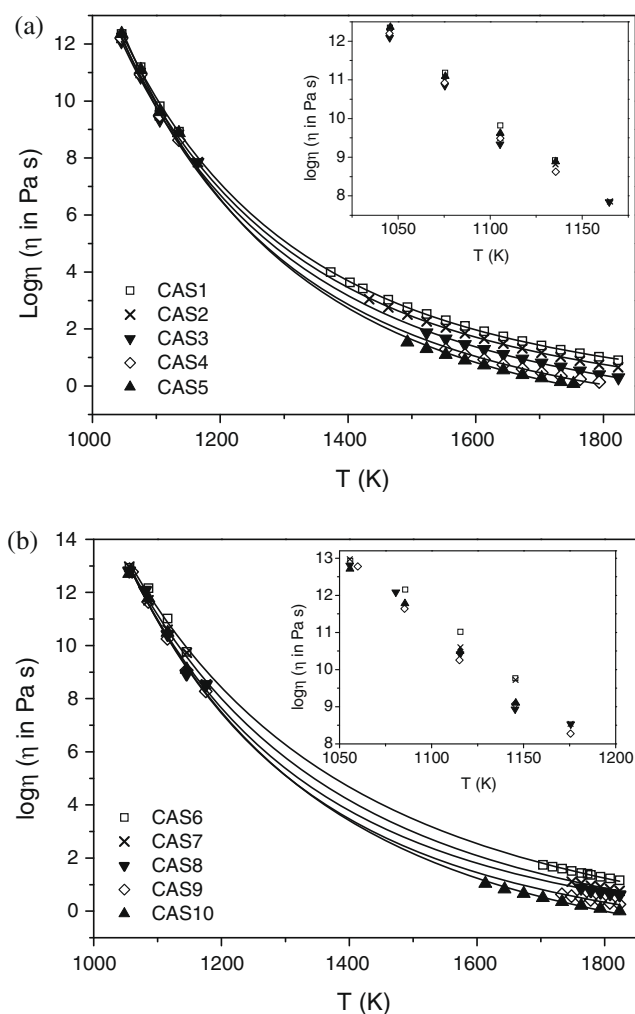 (a)
12
10
8
6
4
2
0
Logη (η in Pa s)
1000 1200 1400 1600 1800
T (K)
CAS1
CAS2
CAS3
CAS4
CAS5
12
11
10
9
8
logη (η in Pa s)
1050 1100 1150
T (K)
(b)
14
12
10
8
6
4
2
0
logη (η in Pa s)
1000 1200 1400 1600 1800
T (K)
CAS6
CAS7
CAS8
CAS9
CAS10
13
12
11
10
9
8
logη (η in Pa s)
1050 1100 1150 1200
T (K)